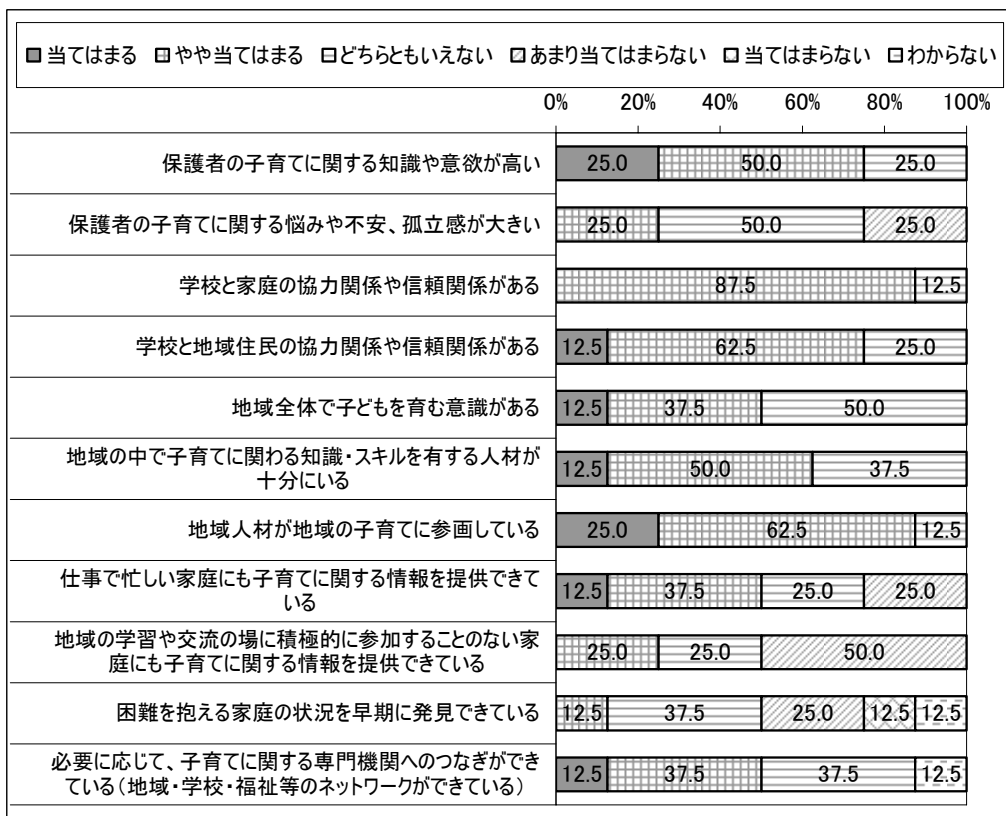 当てはまる やや当てはまる どちらともいえない あまり当てはまらない 当てはまらない わからない
0% 20% 40% 60% 80% 100%
保護者の子育てに関する知識や意欲が高い 25.0 50.0 25.0
保護者の子育てに関する悩みや不安、孤立感が大きい 25.0 50.0 25.0
学校と家庭の協力関係や信頼関係がある 87.5 12.5
学校と地域住民の協力関係や信頼関係がある 12.5 62.5 25.0
地域全体で子どもを育む意識がある 12.5 37.5 50.0
地域の中で子育てに関わる知識・スキルを有する人材が
十分にいる 12.5 50.0 37.5
地域人材が地域の子育てに参画している 25.0 62.5 12.5
仕事で忙しい家庭にも子育てに関する情報を提供できて
いる 12.5 37.5 25.0 25.0
地域の学習や交流の場に積極的に参加することのない家
庭にも子育てに関する情報を提供できている 25.0 25.0 50.0
困難を抱える家庭の状況を早期に発見できている 12.5 37.5 25.0 12.5 12.5
必要に応じて、子育てに関する専門機関へのつなぎができ
ている(地域・学校・福祉等のネットワークができている) 12.5 37.5 37.5 12.5